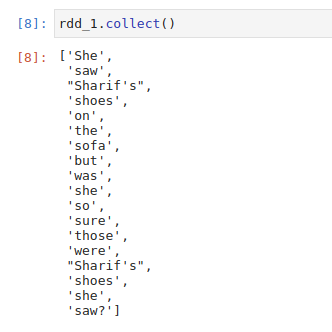 [8]: rdd_1.collect()
[8]: ['She',
'saw',
"Sharif's",
'shoes',
'on',
'the',
'sofa',
'but',
'was',
'she',
'so',
'sure',
'those',
'were',
"Sharif's",
'shoes',
'she',
'saw?']